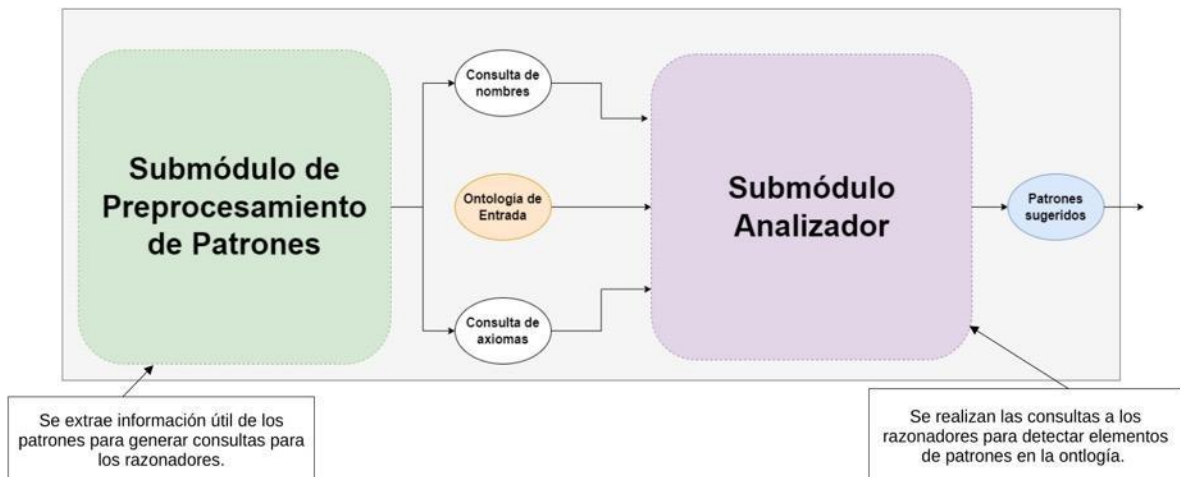 Submódulo de
Preprocesamiento
de Patrones
Consulta de
nombres
Ontología de
Entrada
Consulta de
axiomas
Submódulo
Analizador
Patrones
sugeridos
Se extrae información útil de los
patrones para generar consultas para
los razonadores.
Se realizan las consultas a los
razonadores para detectar elementos
de patrones en la ontlogía.